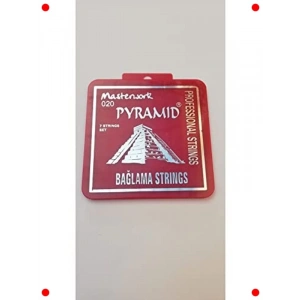 Masterwork
020
PYRAMID®
7 STRINGS
SET
PROFESSIONAL STRINGS
BAĞLAMA STRINGS